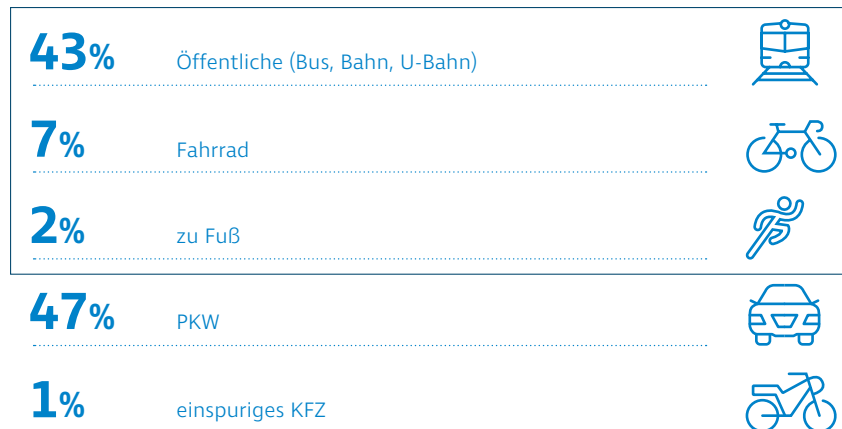 43% Öffentliche (Bus, Bahn, U-Bahn)
7% Fahrrad
2% zu Fuß
47% PKW
1% einspuriges KFZ